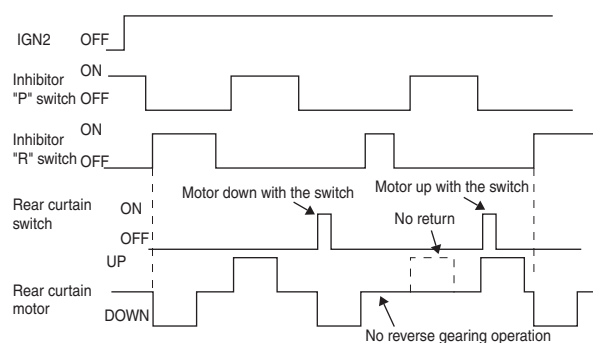 IGN2 OFF
Inhibitor ON
"P" switch OFF
Inhibitor ON
"R" switch OFF
Motor down with the switch
Motor up with the switch
Rear curtain ON
switch
No return
OFF
UP
Rear curtain
motor
DOWN
No reverse gearing operation